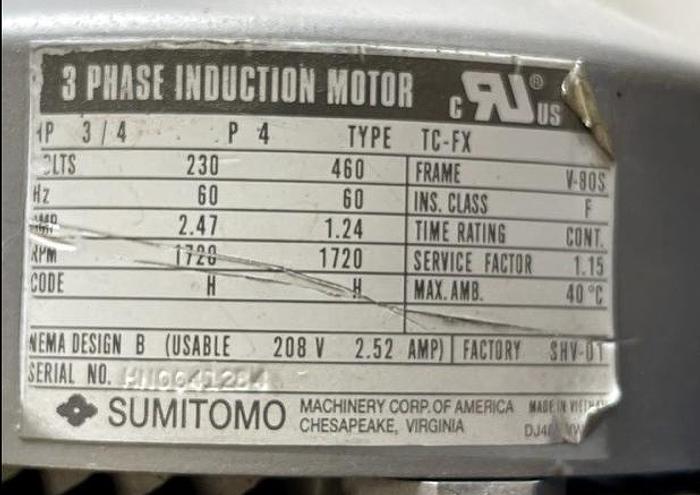 3 PHASE INDUCTION MOTOR C RU ® US
HP 3/4 P 4 TYPE TC-FX
VOLTS 230 460 FRAME V-80S
Hz 60 60 INS. CLASS F
AMP 2.47 1.24 TIME RATING CONT.
RPM 1720 1720 SERVICE FACTOR 1.15
CODE H H MAX. AMB. 40°C
NEMA DESIGN B (USABLE 208 V 2.52 AMP) FACTORY SHV-01
SERIAL NO.
SUMITOMO MACHINERY CORP. OF AMERICA MADE IN
CHESAPEAKE, VIRGINIA